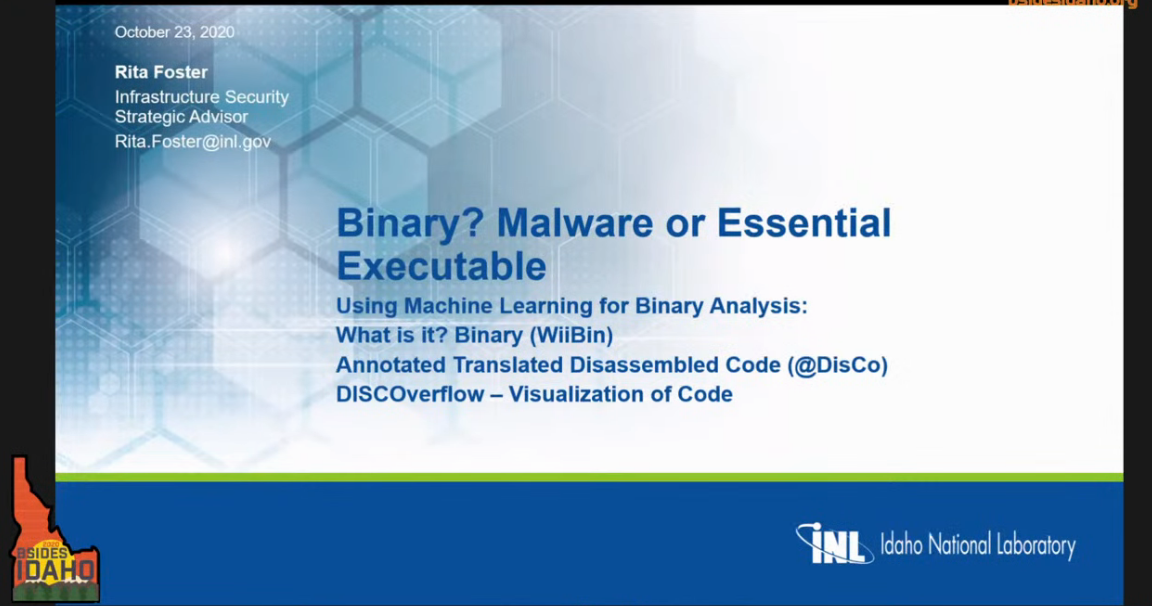 bsidesidaho.org
October 23, 2020
Rita Foster
Infrastructure Security
Strategic Advisor
Rita.Foster@inl.gov
Binary? Malware or Essential
Executable
Using Machine Learning for Binary Analysis:
What is it? Binary (WiiBin)
Annotated Translated Disassembled Code (@DisCo)
DISCOverflow – Visualization of Code
BSIDES
IDAHO
INL Idaho National Laboratory